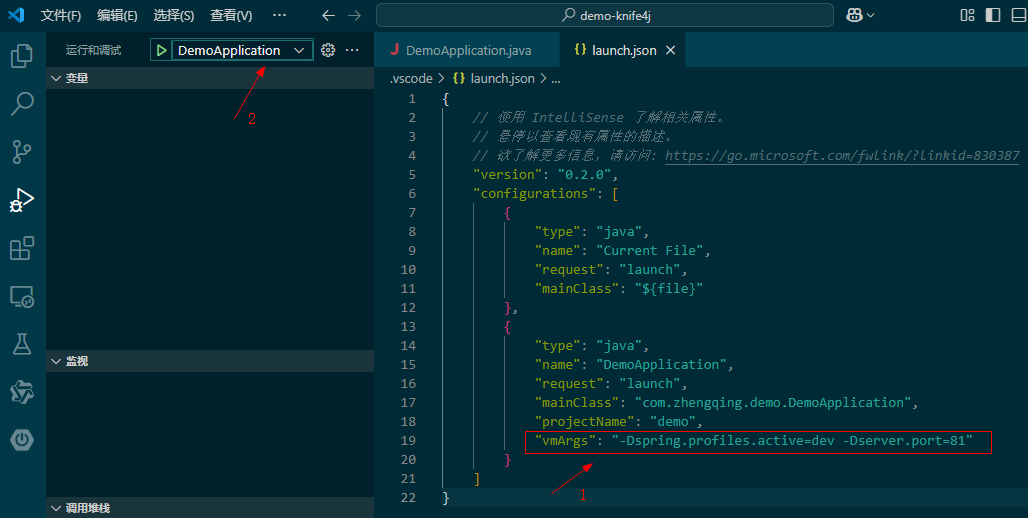 文件(F) 编辑(E) 选择(S) 查看(V) ··· demo-knife4j
运行和调试 DemoApplication ···
变量
2
监视
调用堆栈
J DemoApplication.java {} launch.json
.vscode > {} launch.json > ...
1 {
2 // 使用 IntelliSense 了解相关属性。
3 // 悬停以查看现有属性的描述。
4 // 欲了解更多信息，请访问: https://go.microsoft.com/fwlink/?linkid=830387
5 "version": "0.2.0",
6 "configurations": [
7 {
8 "type": "java",
9 "name": "Current File",
10 "request": "launch",
11 "mainClass": "${file}"
12 },
13 {
14 "type": "java",
15 "name": "DemoApplication",
16 "request": "launch",
17 "mainClass": "com.zhengqing.demo.DemoApplication",
18 "projectName": "demo",
19 "vmArgs": "-Dspring.profiles.active=dev -Dserver.port=81"
20 }
21 ]
22 }
1